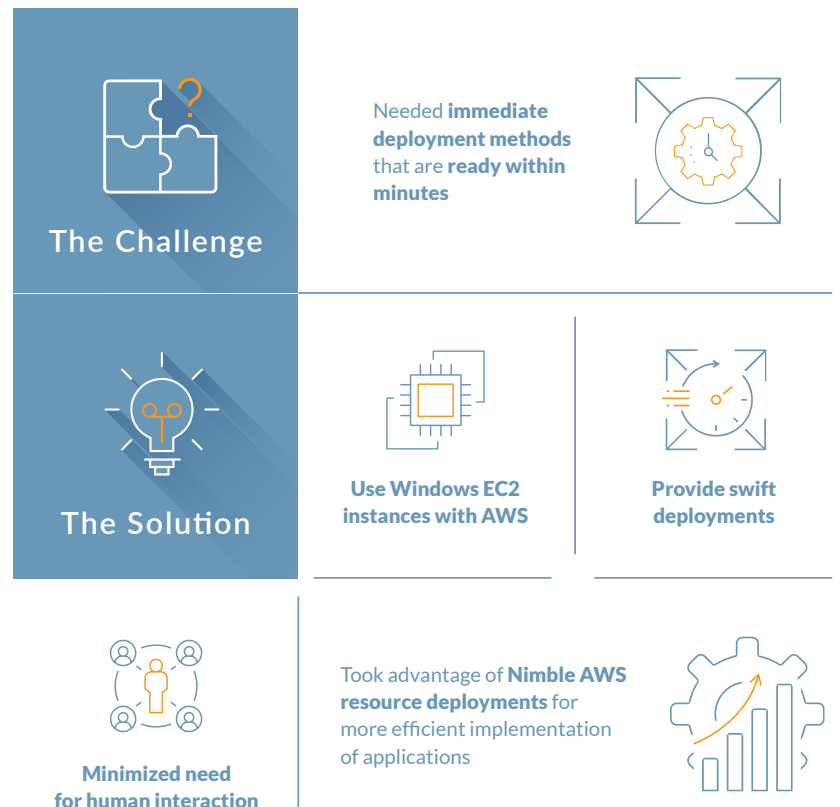 ?
The Challenge
Needed immediate
deployment methods
that are ready within
minutes
The Solution
Use Windows EC2
instances with AWS
Provide swift
deployments
Minimized need
for human interaction
Took advantage of Nimble AWS
resource deployments for
more efficient implementation
of applications